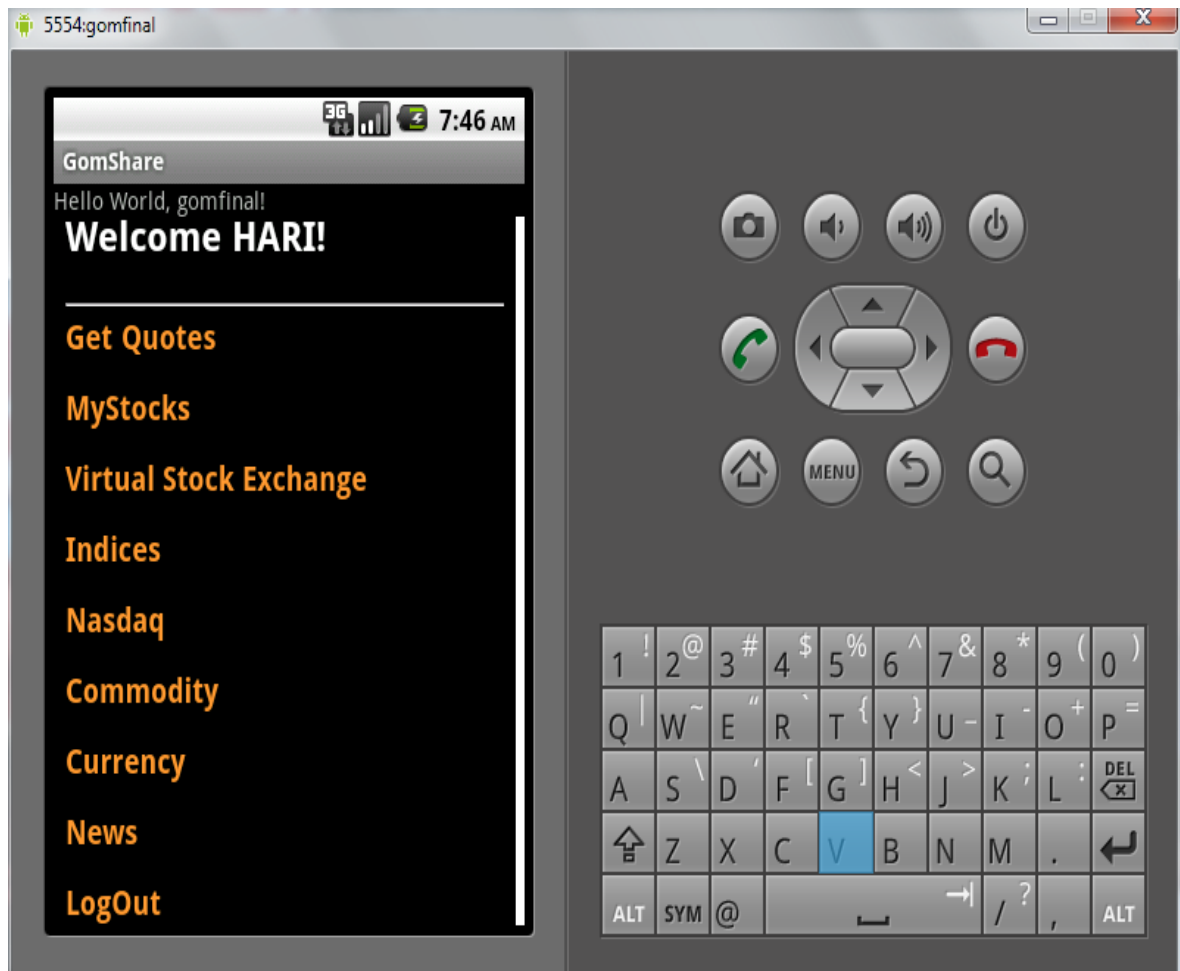 5554:gomfinal
3G 7:46 AM
GomShare
Hello World, gomfinal!
Welcome HARI!
Get Quotes
MyStocks
Virtual Stock Exchange
Indices
Nasdaq
Commodity
Currency
News
LogOut
MENU
1 ! 2 @ 3 # 4 $ 5 % 6 ^ 7 & 8 * 9 ( 0 )
Q | W ~ E " R ` T { Y } U _ I - O + P =
A S \ D ' F [ G ] H < J > K ; L : DEL
Z X C V B N M .
ALT SYM @ / ? , ALT